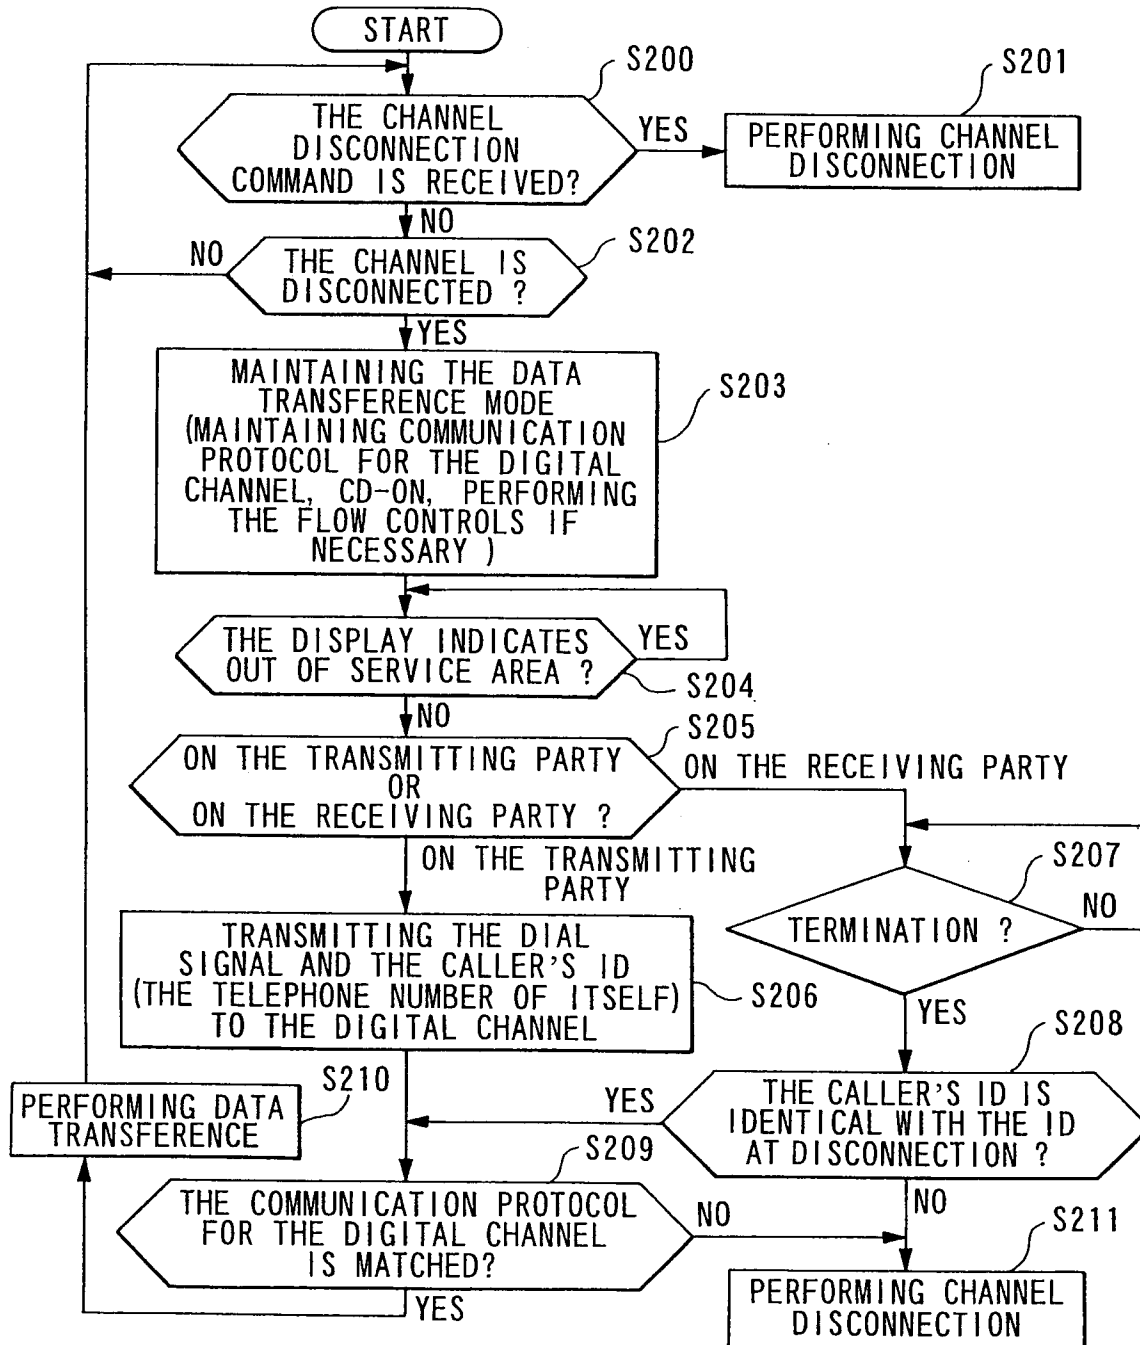 START
S200
S201
THE CHANNEL
DISCONNECTION
COMMAND IS RECEIVED?
YES
PERFORMING CHANNEL
DISCONNECTION
NO
S202
NO
THE CHANNEL IS
DISCONNECTED ?
YES
MAINTAINING THE DATA
TRANSFERENCE MODE
(MAINTAINING COMMUNICATION
PROTOCOL FOR THE DIGITAL
CHANNEL, CD-ON, PERFORMING
THE FLOW CONTROLS IF
NECESSARY )
S203
THE DISPLAY INDICATES
OUT OF SERVICE AREA ?
YES
S204
NO
S205
ON THE TRANSMITTING PARTY
OR
ON THE RECEIVING PARTY ?
ON THE RECEIVING PARTY
ON THE TRANSMITTING
PARTY
S207
TERMINATION ?
NO
TRANSMITTING THE DIAL
SIGNAL AND THE CALLER'S ID
(THE TELEPHONE NUMBER OF ITSELF)
TO THE DIGITAL CHANNEL
S206
YES
S208
S210
PERFORMING DATA
TRANSFERENCE
YES
THE CALLER'S ID IS
IDENTICAL WITH THE ID
AT DISCONNECTION ?
S209
THE COMMUNICATION PROTOCOL
FOR THE DIGITAL CHANNEL
IS MATCHED?
NO
NO
S211
YES
PERFORMING CHANNEL
DISCONNECTION